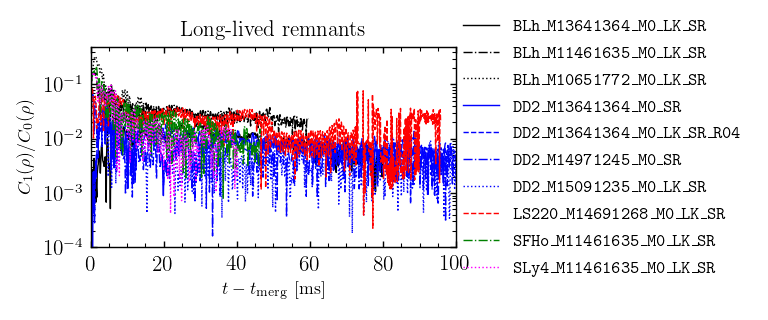 Long-lived remnants
C₁(ρ)/C₀(ρ)
10⁻¹
10⁻²
10⁻³
10⁻⁴
0 20 40 60 80 100
t − t_merg [ms]
BLh_M13641364_M0_LK_SR
BLh_M11461635_M0_LK_SR
BLh_M10651772_M0_LK_SR
DD2_M13641364_M0_SR
DD2_M13641364_M0_LK_SR_R04
DD2_M14971245_M0_SR
DD2_M15091235_M0_LK_SR
LS220_M14691268_M0_LK_SR
SFHo_M11461635_M0_LK_SR
SLy4_M11461635_M0_LK_SR